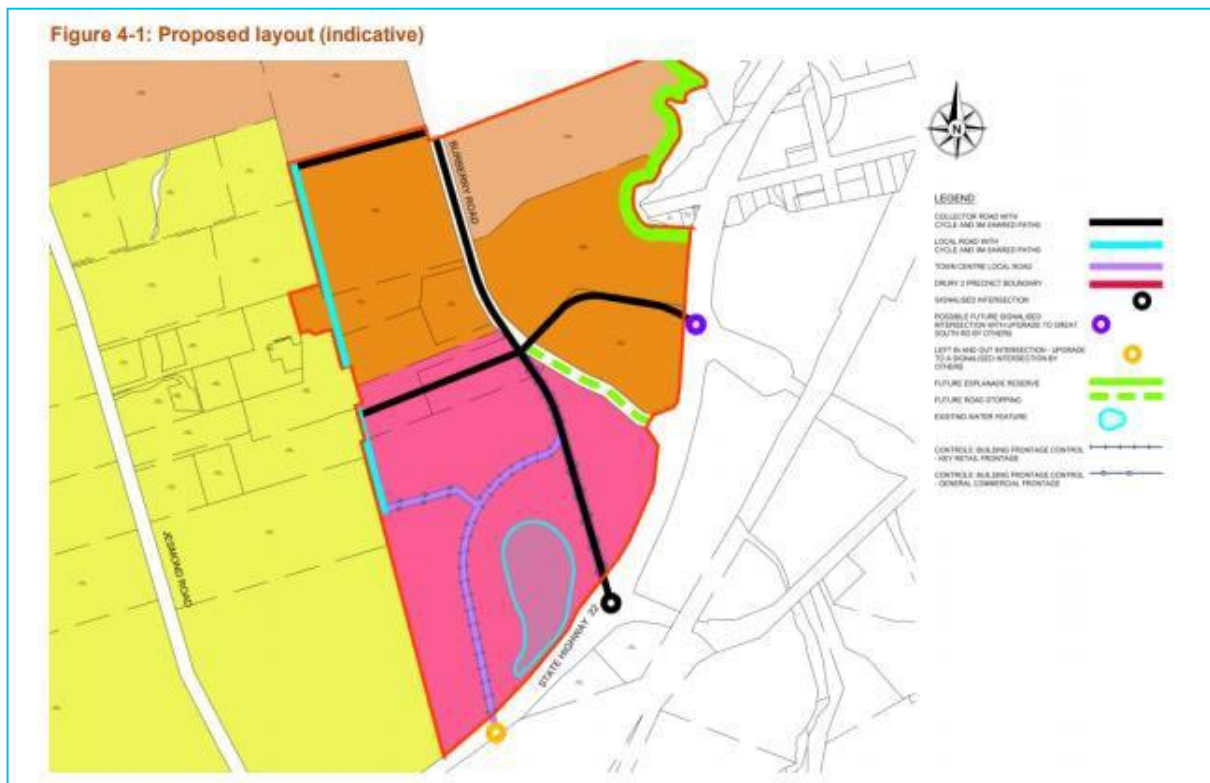 Figure 4-1: Proposed layout (indicative)
BURBERRY ROAD
JESMOND ROAD
STATE HIGHWAY 22
N
LEGEND
COLLECTOR ROAD WITH
CYCLE AND 3M SHARED PATHS
LOCAL ROAD WITH
CYCLE AND 3M SHARED PATHS
TOWN CENTRE LOCAL ROAD
DRURY 2 PRECINCT BOUNDARY
SIGNALISED INTERSECTION
POSSIBLE FUTURE SIGNALISED
INTERSECTION WITH UPGRADE TO GREAT
SOUTH RD BY OTHERS
LEFT IN AND OUT INTERSECTION - UPGRADE
TO A SIGNALISED INTERSECTION BY
OTHERS
FUTURE ESPLANADE RESERVE
FUTURE ROAD STOPPING
EXISTING WATER FEATURE
CONTROLS: BUILDING FRONTAGE CONTROL
- KEY RETAIL FRONTAGE
CONTROLS: BUILDING FRONTAGE CONTROL
- GENERAL COMMERCIAL FRONTAGE